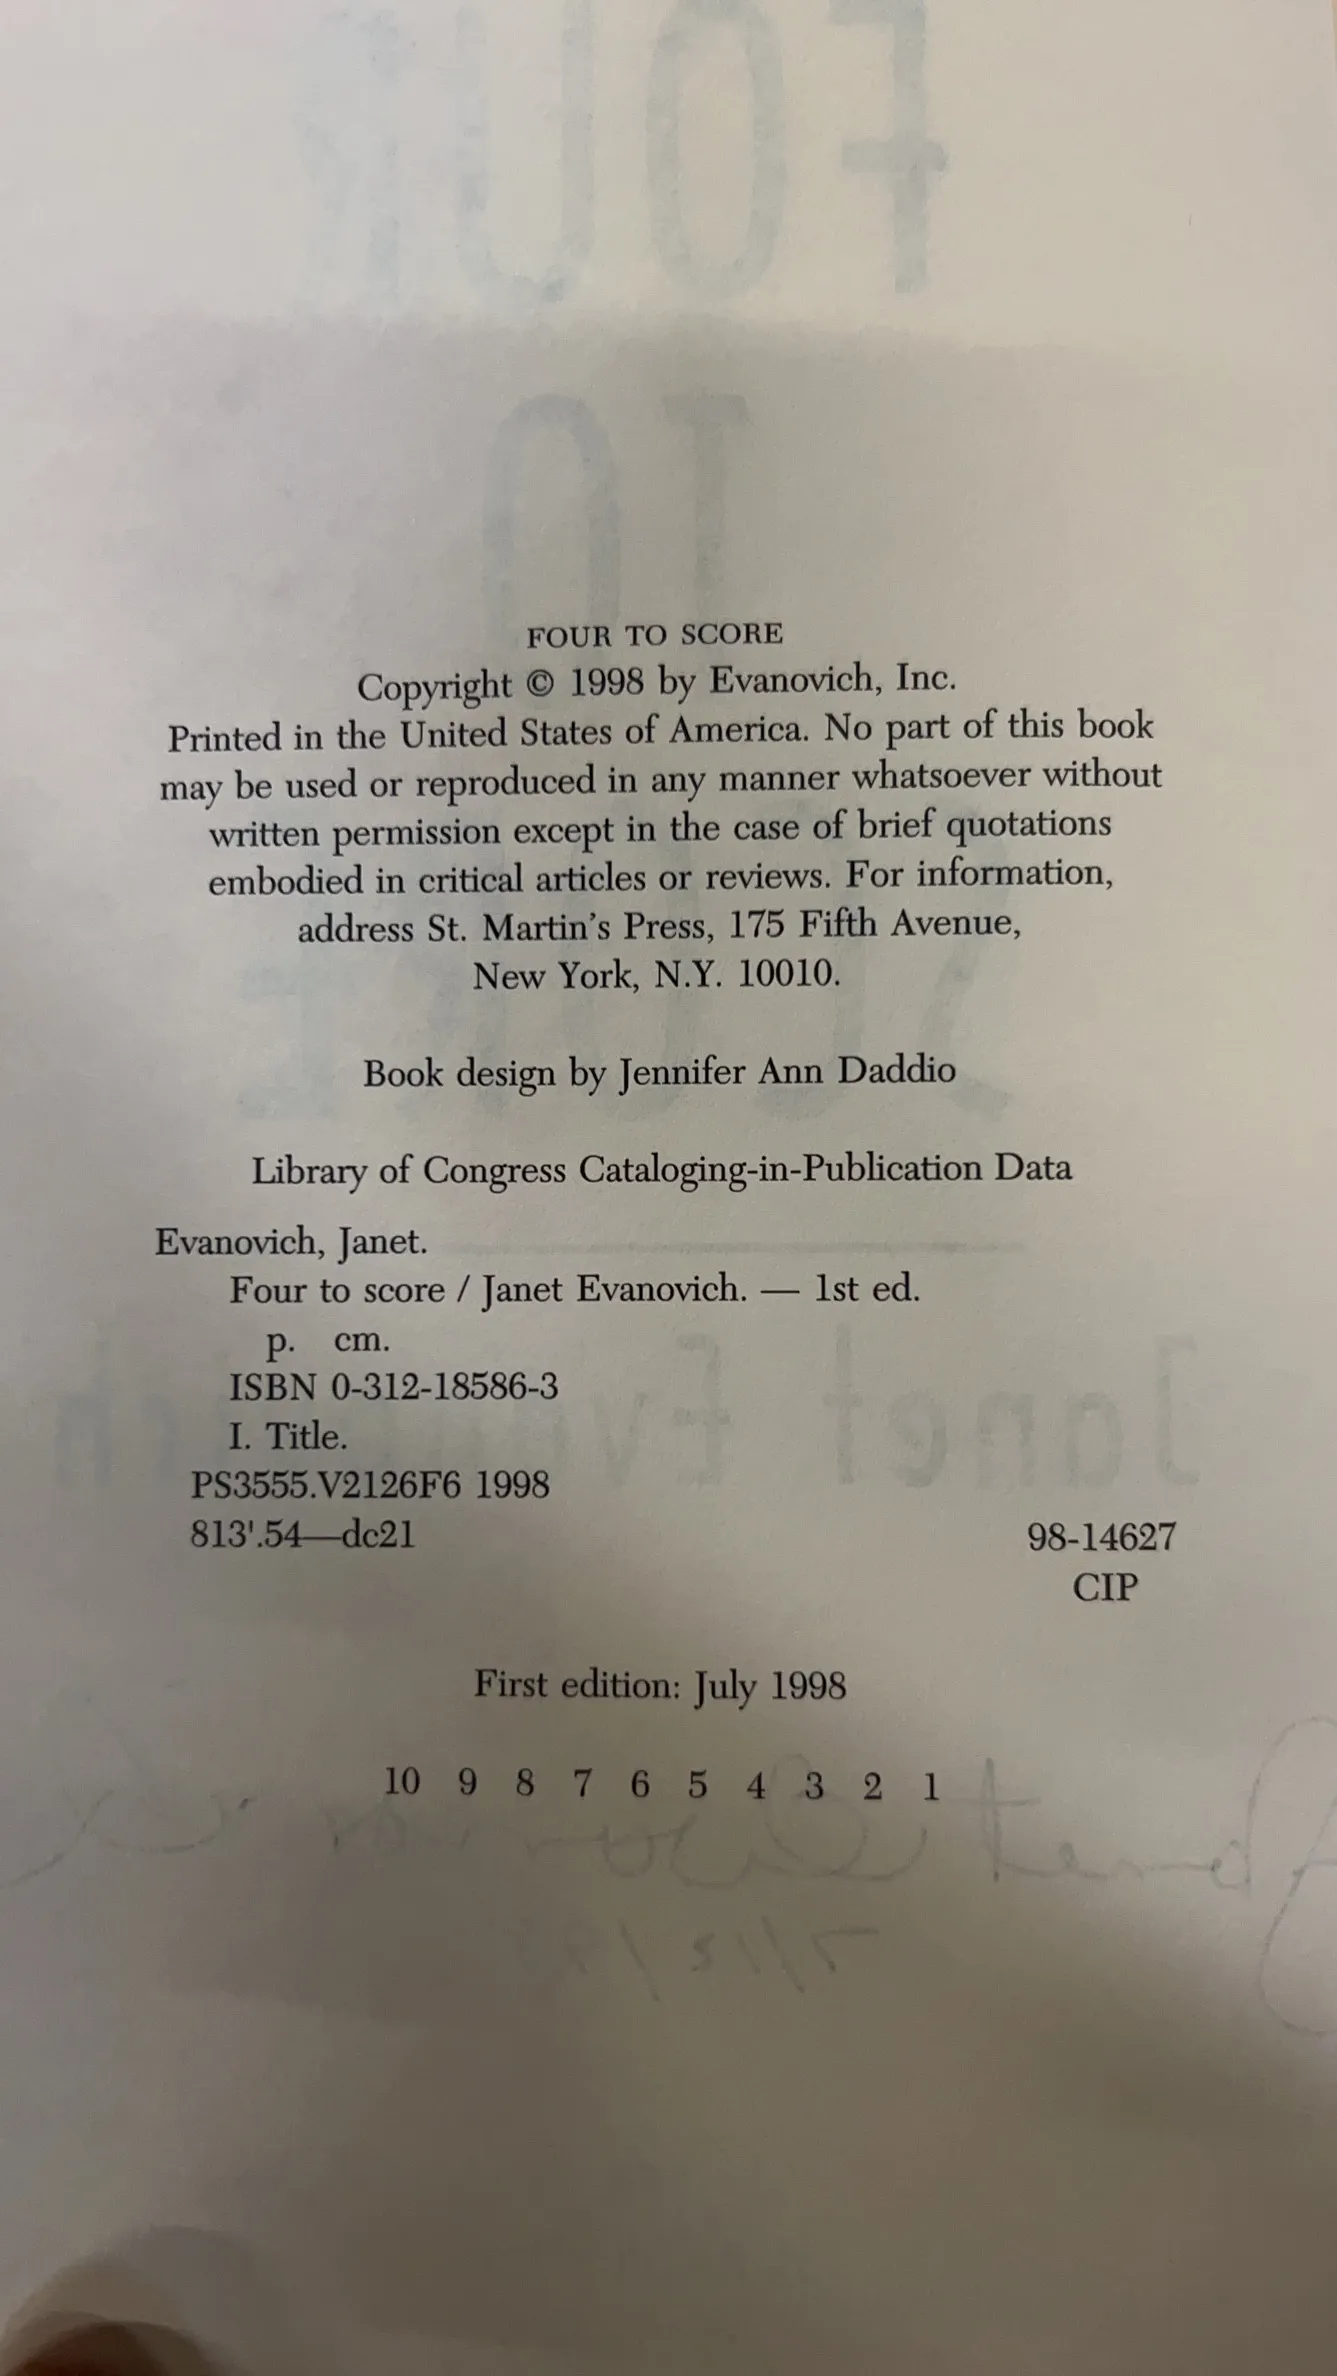 FOUR TO SCORE
Copyright © 1998 by Evanovich, Inc.
Printed in the United States of America. No part of this book
may be used or reproduced in any manner whatsoever without
written permission except in the case of brief quotations
embodied in critical articles or reviews. For information,
address St. Martin's Press, 175 Fifth Avenue,
New York, N.Y. 10010.
Book design by Jennifer Ann Daddio
Library of Congress Cataloging-in-Publication Data
Evanovich, Janet.
Four to score / Janet Evanovich. — 1st ed.
p. cm.
ISBN 0-312-18586-3
I. Title.
PS3555.V2126F6 1998
813'.54—dc21
98-14627
CIP
First edition: July 1998
10 9 8 7 6 5 4 3 2 1